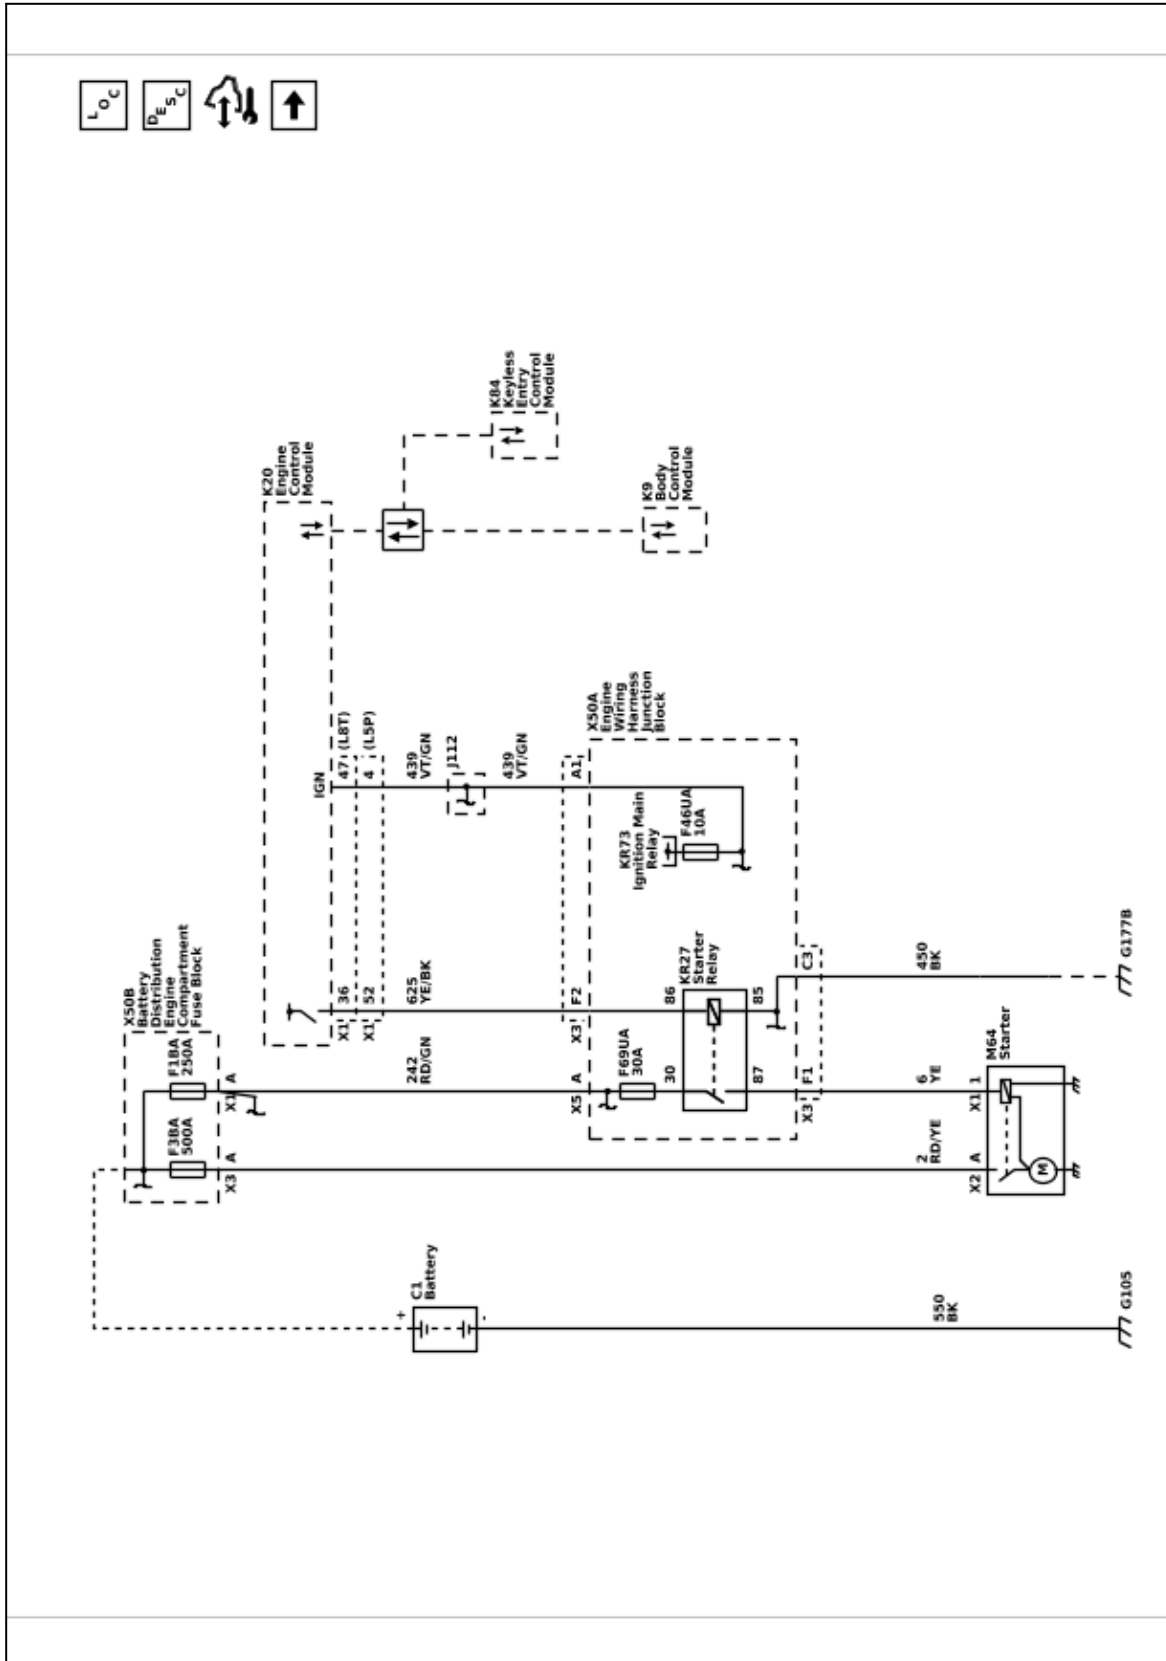 LOC
DESC
K84
Keyless
Entry
Control
Module
K20
Engine
Control
Module
K9
Body
Control
Module
X50A
Engine
Wiring
Harness
Junction
Block
IGN
47
(L8T)
4
(L5P)
439
VT/GN
J112
439
VT/GN
A1
KR73
Ignition Main
Relay
F46UA
10A
X50B
Battery
Distribution
Engine
Compartment
Fuse Block
F18A
250A
F38A
500A
X1
A
X3
A
X1
36
X1
52
625
YE/BK
242
RD/GN
X3
F2
X5
A
F69UA
30A
86
30
KR27
Starter
Relay
85
87
C3
X3
F1
450
BK
G177B
6
YE
2
RD/YE
X1
1
X2
A
M64
Starter
M
C1
Battery
+
-
550
BK
G105